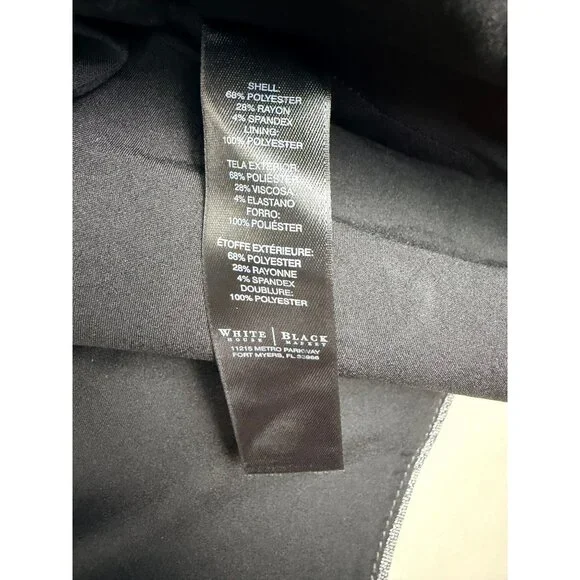 SHELL:
68% POLYESTER
28% RAYON
4% SPANDEX
LINING:
100% POLYESTER
TELA EXTERIOR:
68% POLIÉSTER
28% VISCOSA
4% ELASTANO
FORRO:
100% POLIÉSTER
ÉTOFFE EXTÉRIEURE:
68% POLYESTER
28% RAYONNE
4% SPANDEX
DOUBLURE:
100% POLYESTER
WHITE | BLACK
HOUSE MARKET
11215 METRO PARKWAY
FORT MYERS, FL 33966